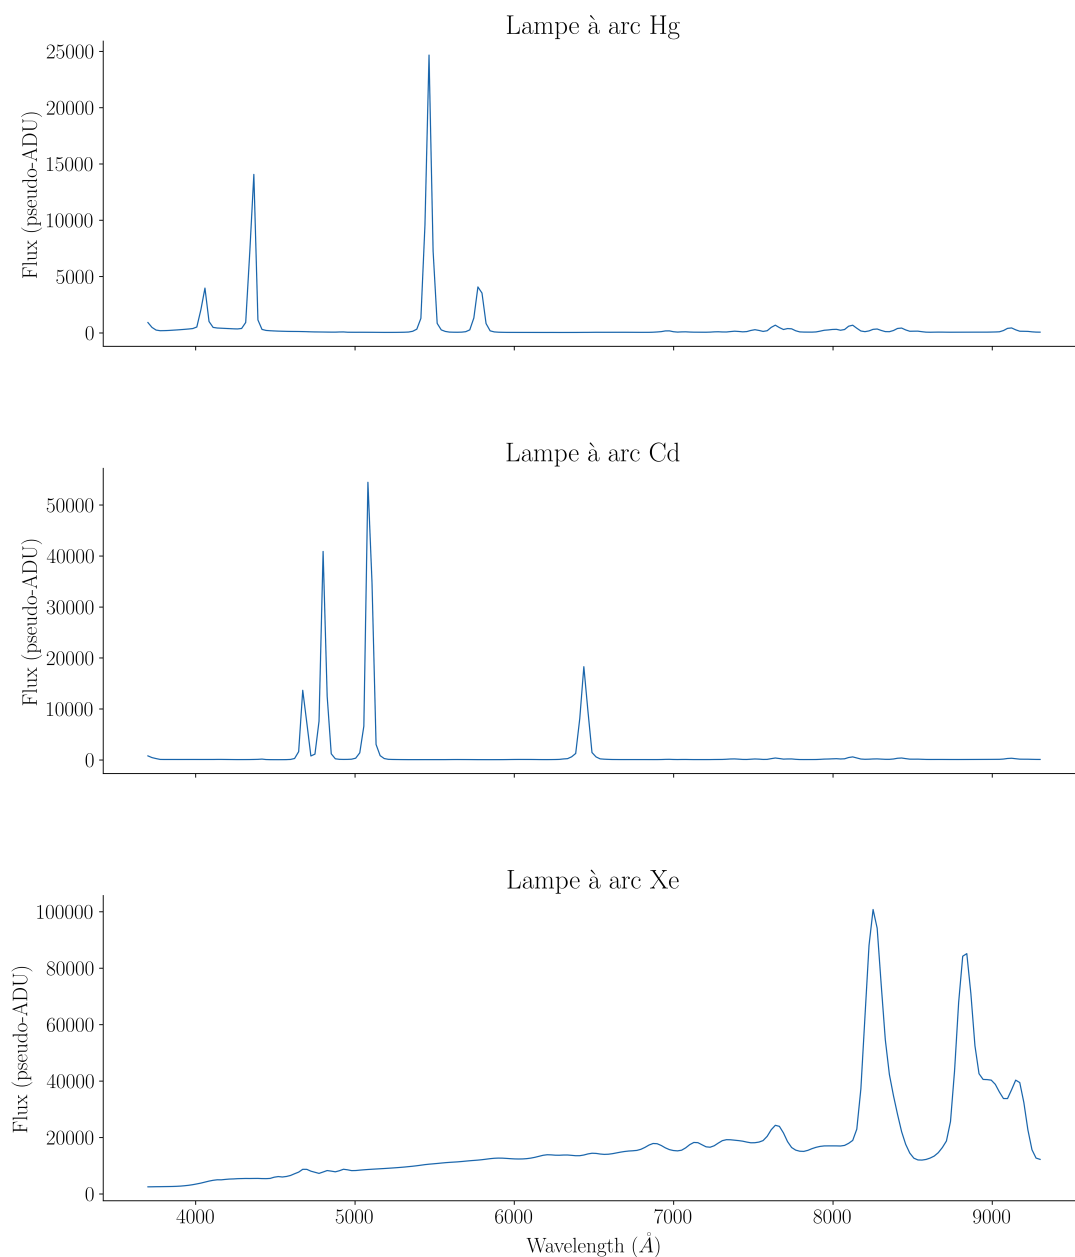 Lampe à arc Hg
25000
20000
15000
10000
5000
0
Flux (pseudo-ADU)
Lampe à arc Cd
50000
40000
30000
20000
10000
0
Flux (pseudo-ADU)
Lampe à arc Xe
100000
80000
60000
40000
20000
0
Flux (pseudo-ADU)
4000 5000 6000 7000 8000 9000
Wavelength (Å)